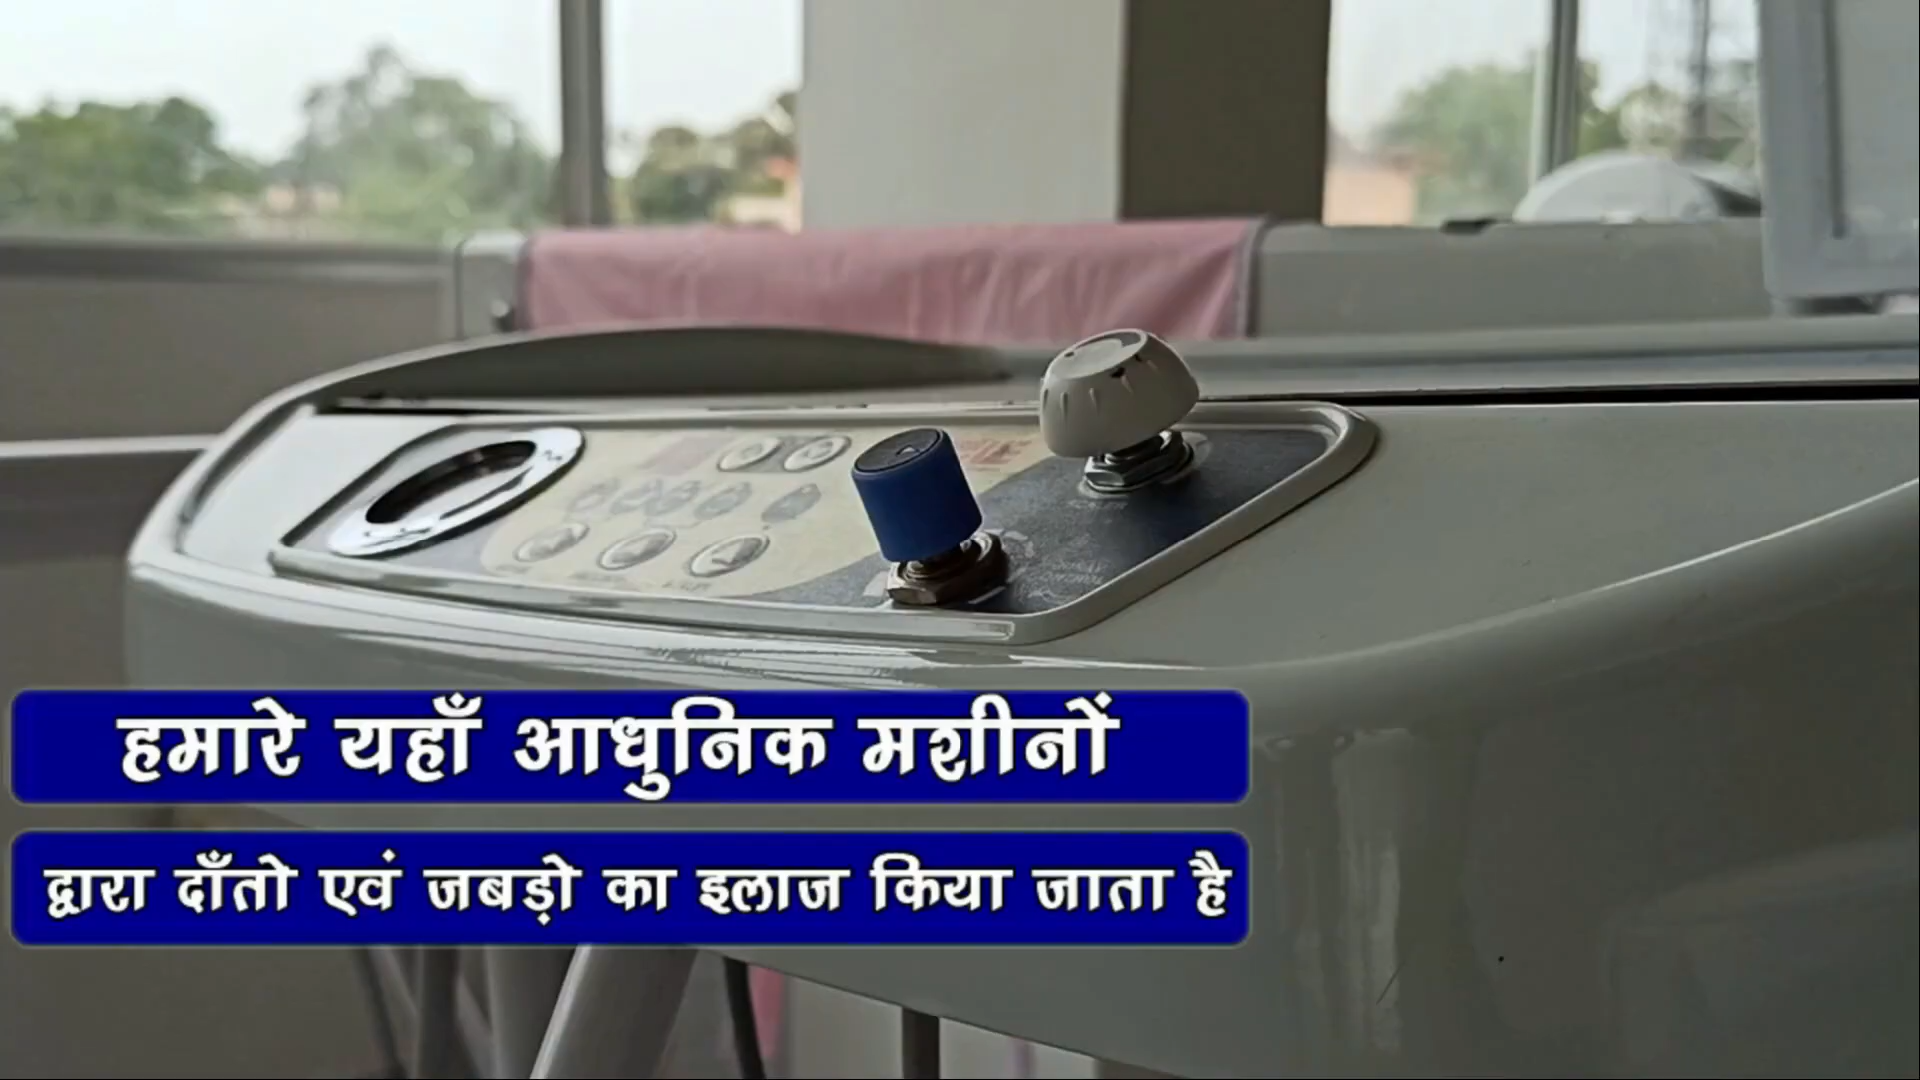 हमारे यहाँ आधुनिक मशीनों
द्वारा दाँतो एवं जबड़ो का इलाज किया जाता है